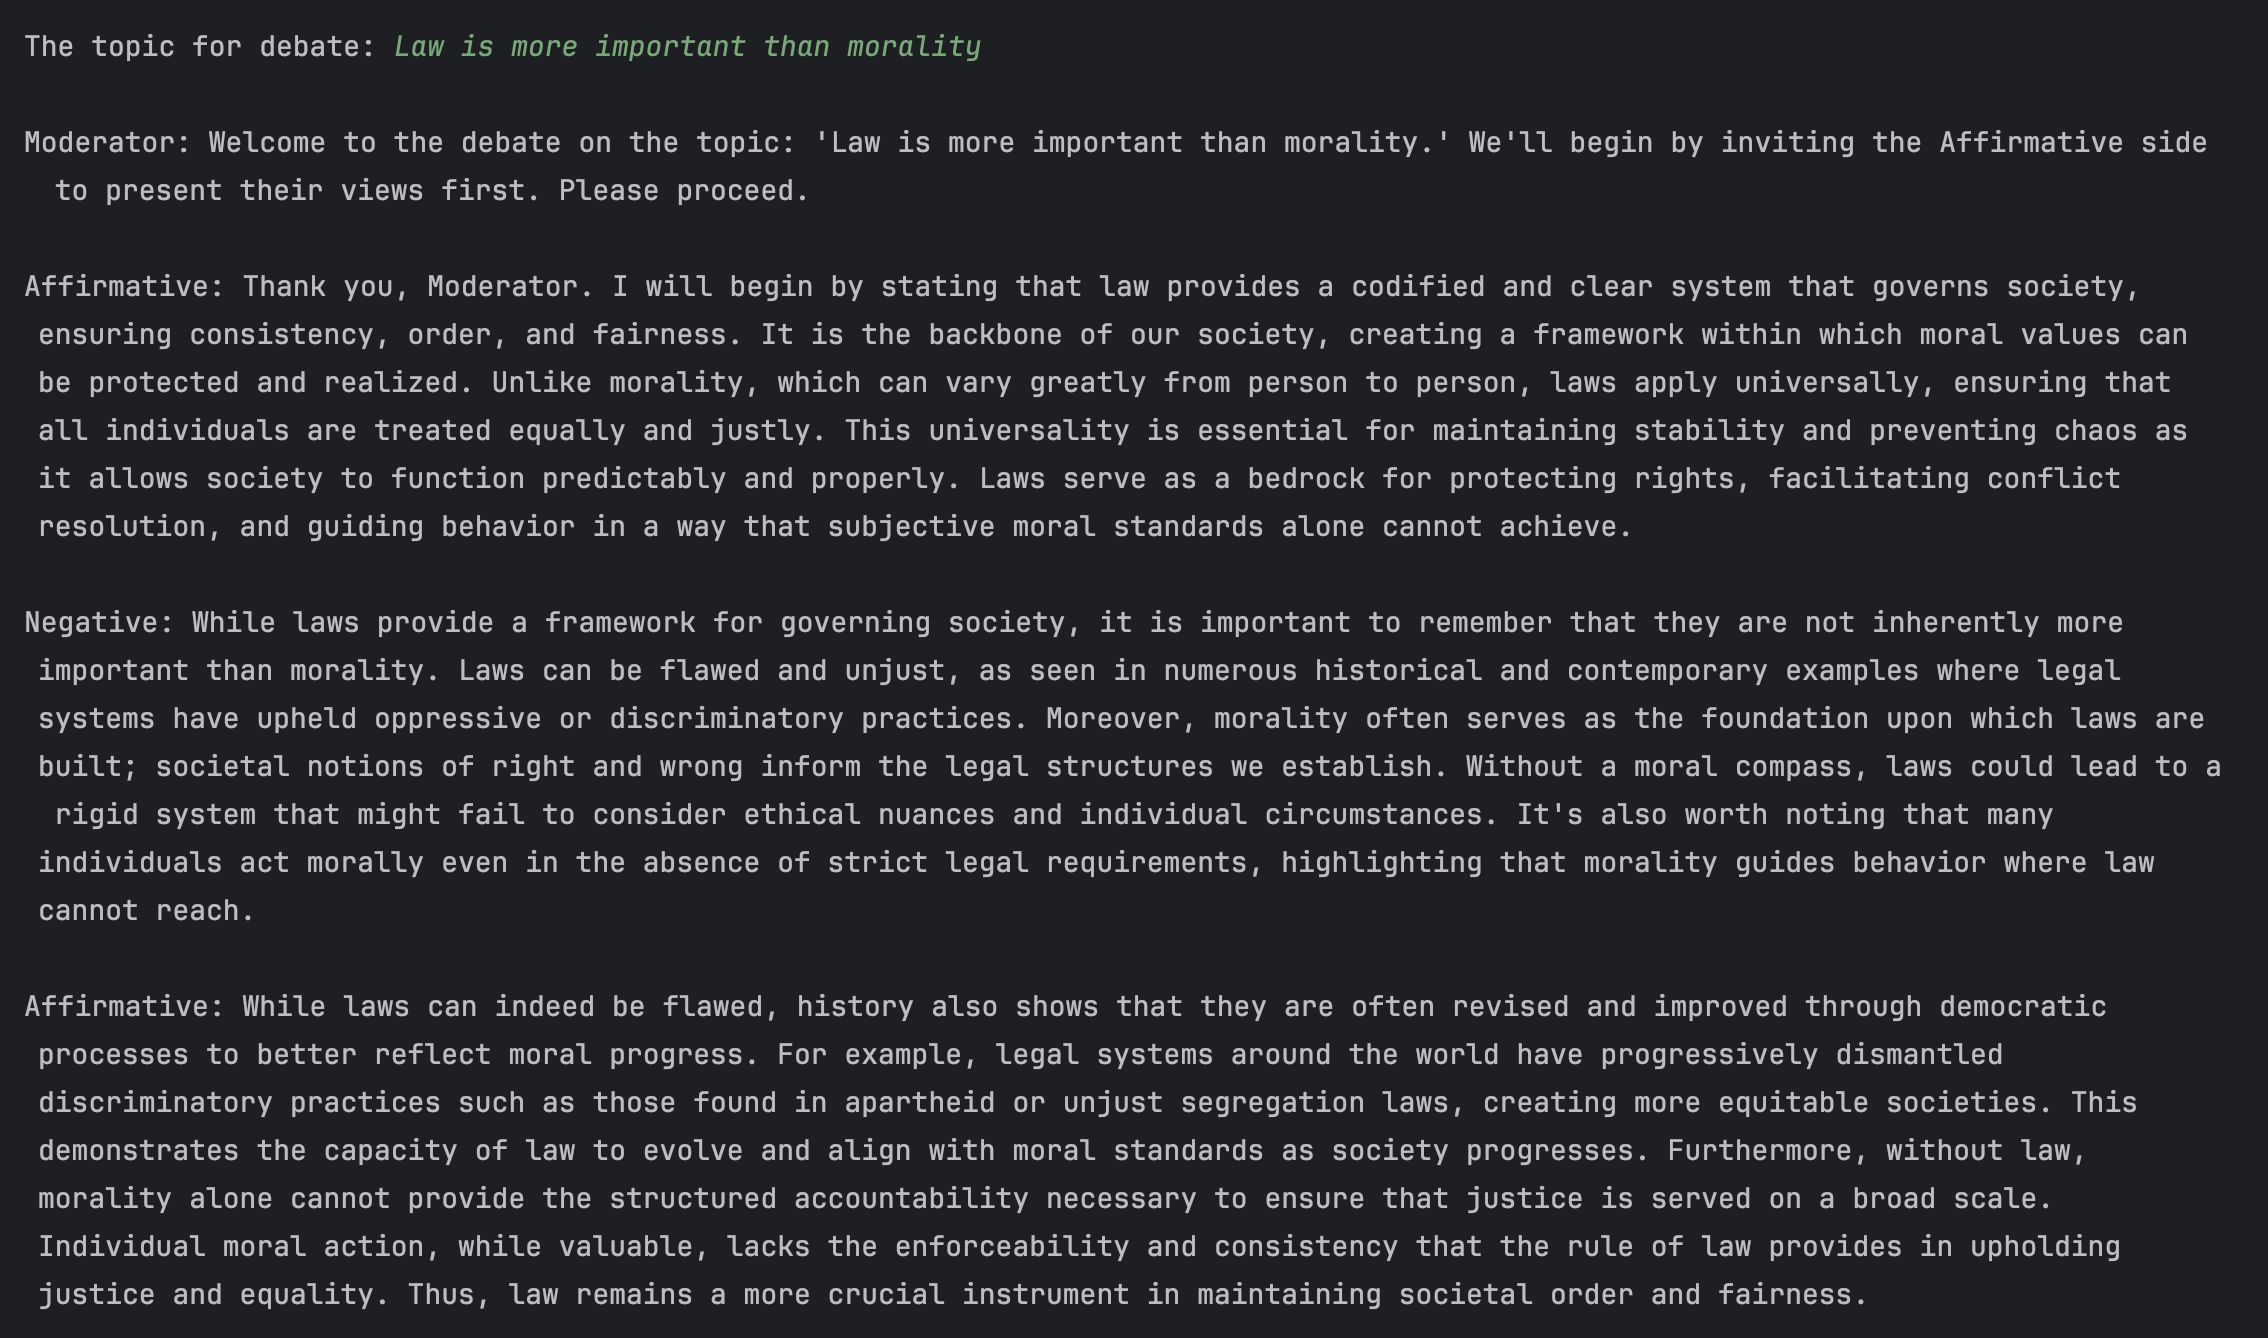 The topic for debate: Law is more important than morality
Moderator: Welcome to the debate on the topic: 'Law is more important than morality.' We'll begin by inviting the Affirmative side
to present their views first. Please proceed.
Affirmative: Thank you, Moderator. I will begin by stating that law provides a codified and clear system that governs society,
ensuring consistency, order, and fairness. It is the backbone of our society, creating a framework within which moral values can
be protected and realized. Unlike morality, which can vary greatly from person to person, laws apply universally, ensuring that
all individuals are treated equally and justly. This universality is essential for maintaining stability and preventing chaos as
it allows society to function predictably and properly. Laws serve as a bedrock for protecting rights, facilitating conflict
resolution, and guiding behavior in a way that subjective moral standards alone cannot achieve.
Negative: While laws provide a framework for governing society, it is important to remember that they are not inherently more
important than morality. Laws can be flawed and unjust, as seen in numerous historical and contemporary examples where legal
systems have upheld oppressive or discriminatory practices. Moreover, morality often serves as the foundation upon which laws are
built; societal notions of right and wrong inform the legal structures we establish. Without a moral compass, laws could lead to a
rigid system that might fail to consider ethical nuances and individual circumstances. It's also worth noting that many
individuals act morally even in the absence of strict legal requirements, highlighting that morality guides behavior where law
cannot reach.
Affirmative: While laws can indeed be flawed, history also shows that they are often revised and improved through democratic
processes to better reflect moral progress. For example, legal systems around the world have progressively dismantled
discriminatory practices such as those found in apartheid or unjust segregation laws, creating more equitable societies. This
demonstrates the capacity of law to evolve and align with moral standards as society progresses. Furthermore, without law,
morality alone cannot provide the structured accountability necessary to ensure that justice is served on a broad scale.
Individual moral action, while valuable, lacks the enforceability and consistency that the rule of law provides in upholding
justice and equality. Thus, law remains a more crucial instrument in maintaining societal order and fairness.